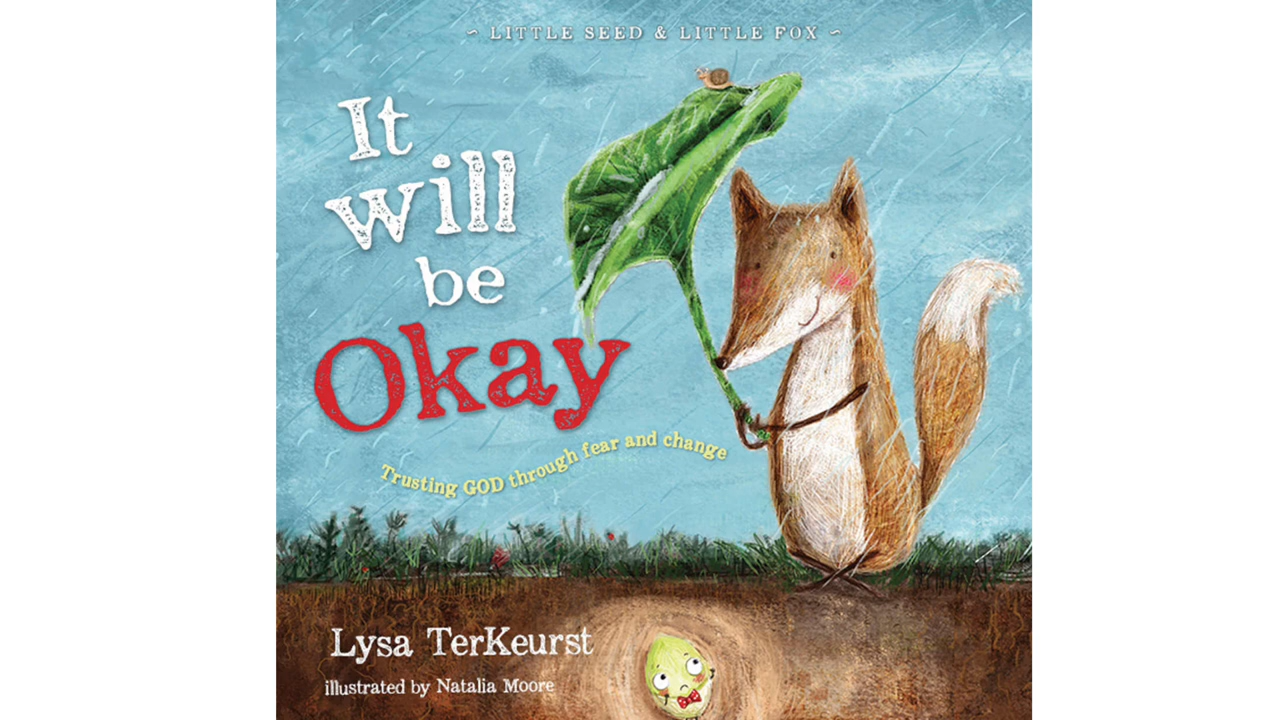 ~ LITTLE SEED & LITTLE FOX ~
It
will
be
Okay
Trusting GOD through fear and change
Lysa TerKeurst
illustrated by Natalia Moore